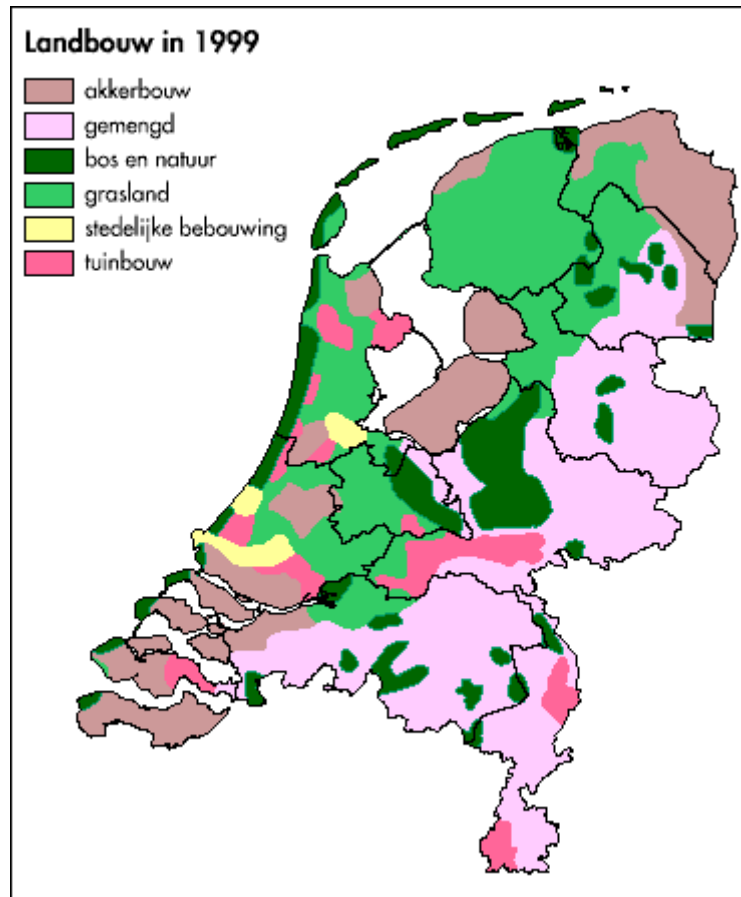 Landbouw in 1999
akkerbouw
gemengd
bos en natuur
grasland
stedelijke bebouwing
tuinbouw